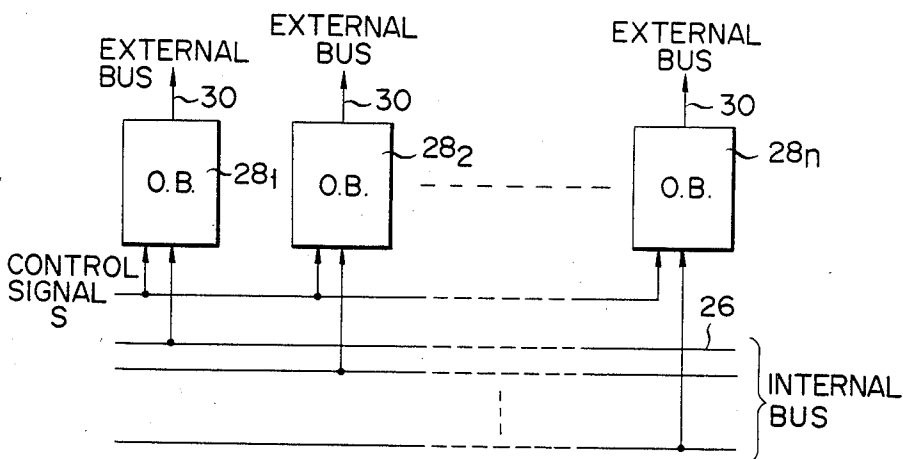 EXTERNAL
BUS
30
EXTERNAL
BUS
30
EXTERNAL
BUS
30
O.B.
28₁
O.B.
28₂
O.B.
28n
CONTROL
SIGNAL
S
26
INTERNAL
BUS